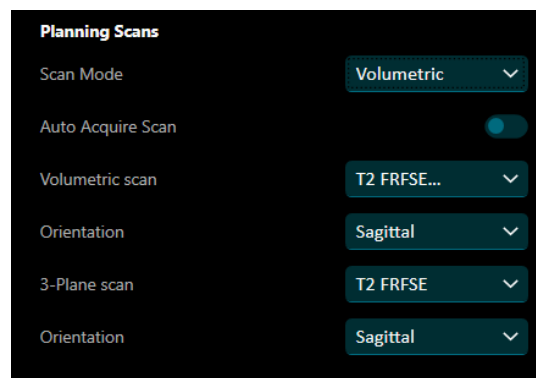 Planning Scans
Scan Mode Volumetric
Auto Acquire Scan
Volumetric scan T2 FRFSE...
Orientation Sagittal
3-Plane scan T2 FRFSE
Orientation Sagittal